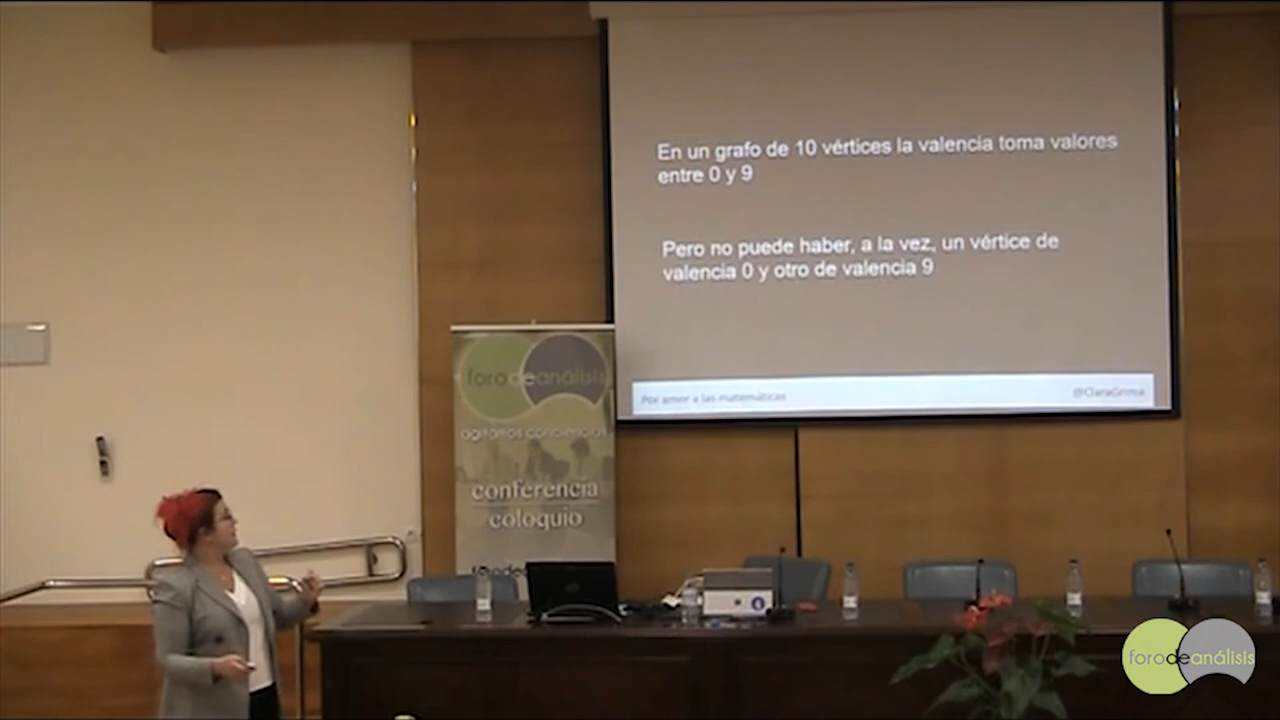 En un grafo de 10 vértices la valencia toma valores
entre 0 y 9
Pero no puede haber, a la vez, un vértice de
valencia 0 y otro de valencia 9
Por amor a las matemáticas
@ClaraGrima
forodeanálisis
agitamos conciencias
conferencia
coloquio
forodeanálisis